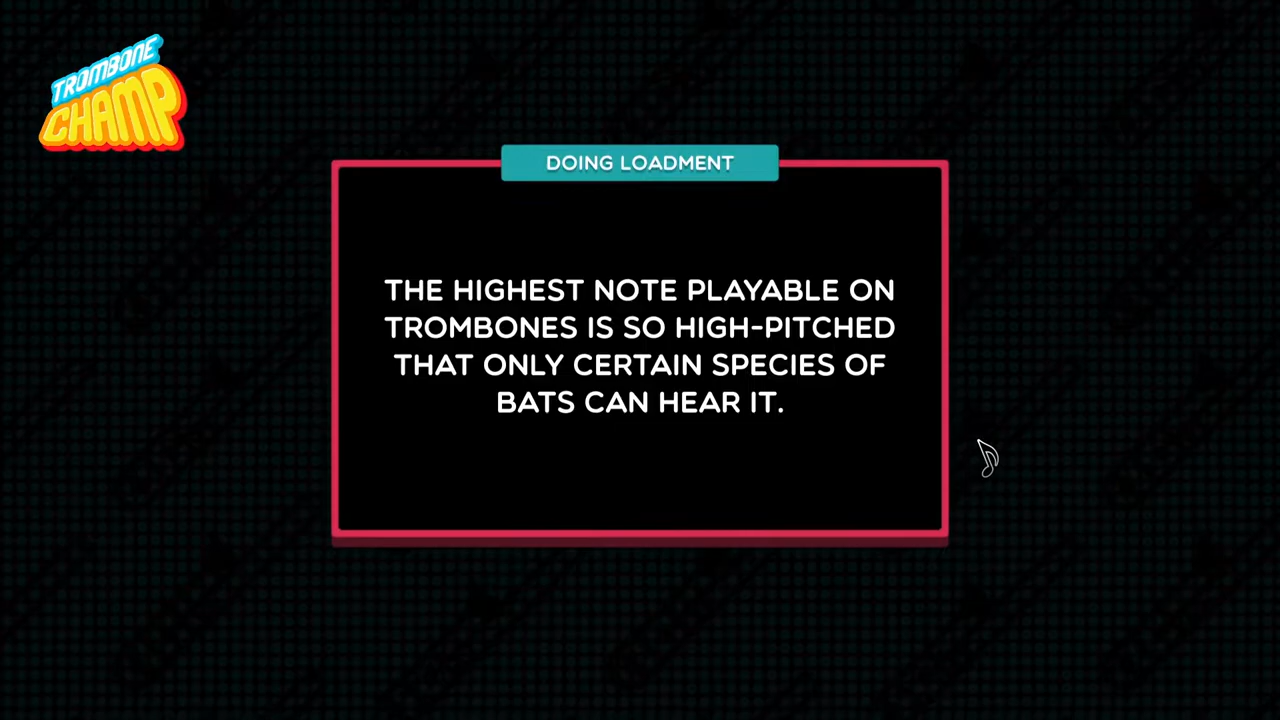 TROMBONE
CHAMP
DOING LOADMENT
THE HIGHEST NOTE PLAYABLE ON
TROMBONES IS SO HIGH-PITCHED
THAT ONLY CERTAIN SPECIES OF
BATS CAN HEAR IT.